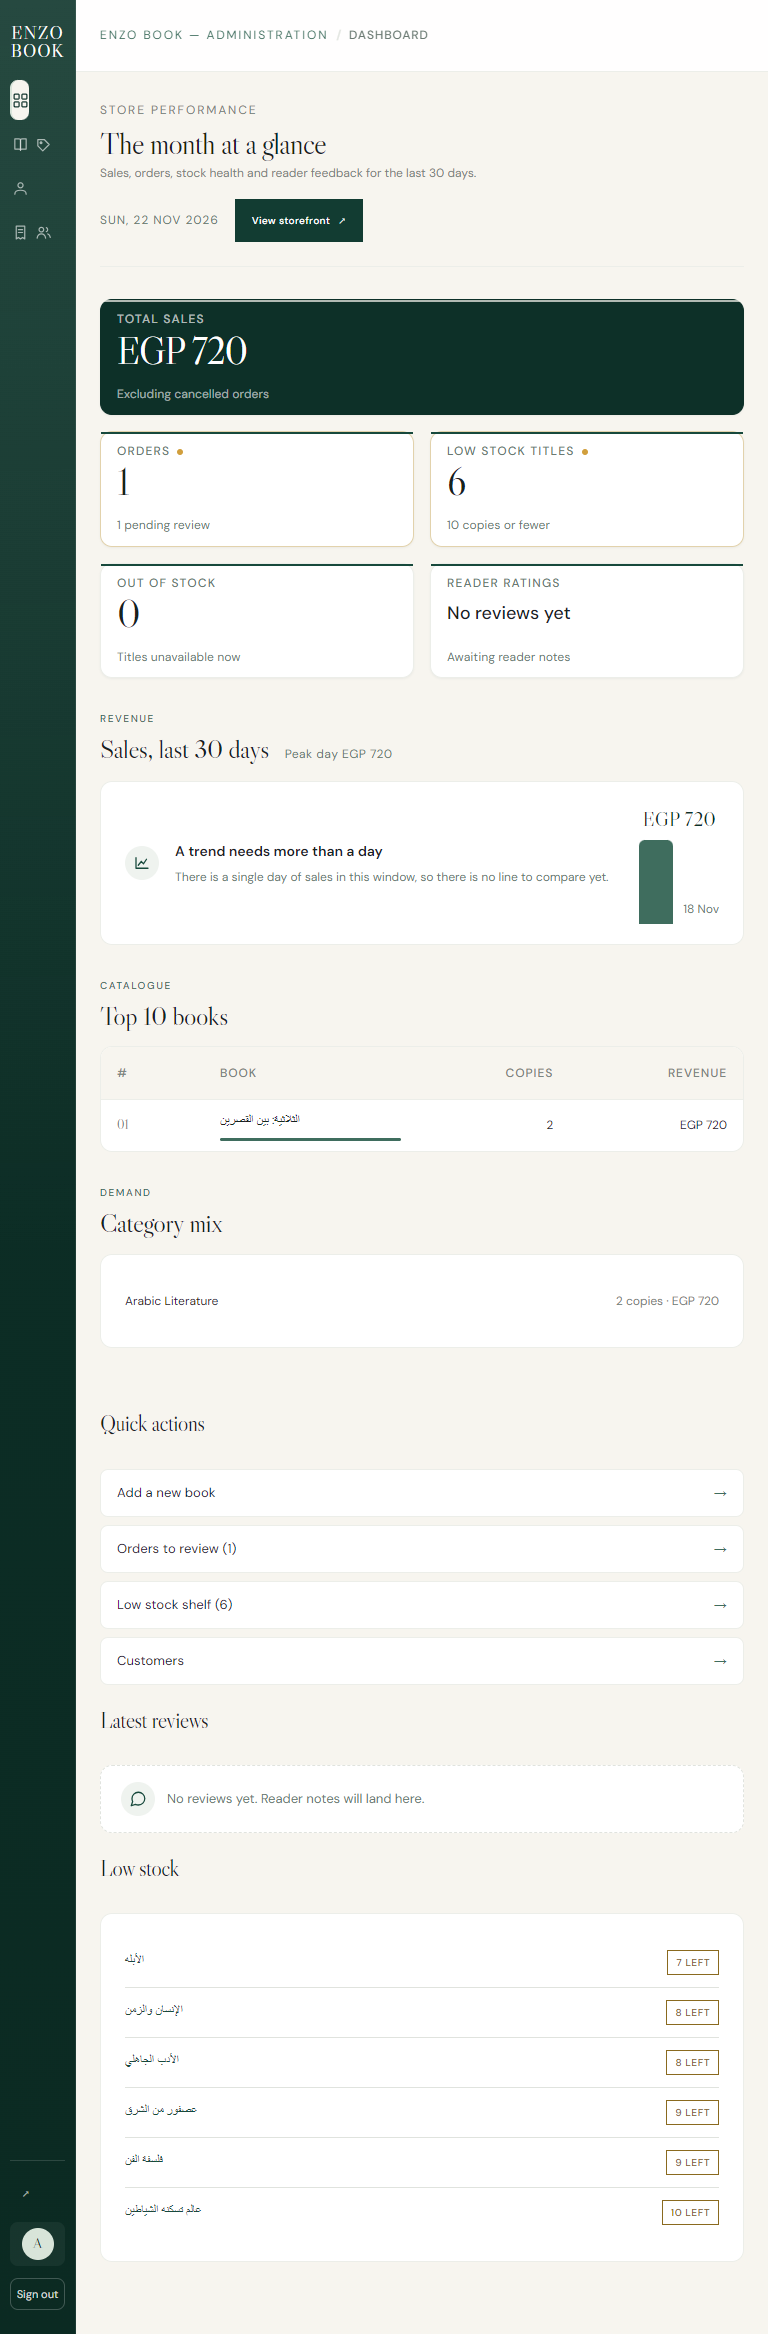 ENZO
BOOK
ENZO BOOK — ADMINISTRATION / DASHBOARD
STORE PERFORMANCE
The month at a glance
Sales, orders, stock health and reader feedback for the last 30 days.
SUN, 22 NOV 2026
View storefront ↗
TOTAL SALES
EGP 720
Excluding cancelled orders
ORDERS
1
1 pending review
LOW STOCK TITLES
6
10 copies or fewer
OUT OF STOCK
0
Titles unavailable now
READER RATINGS
No reviews yet
Awaiting reader notes
REVENUE
Sales, last 30 days Peak day EGP 720
A trend needs more than a day
There is a single day of sales in this window, so there is no line to compare yet.
EGP 720
18 Nov
CATALOGUE
Top 10 books
# BOOK COPIES REVENUE
01 الثلاثية: بين القصرين 2 EGP 720
DEMAND
Category mix
Arabic Literature 2 copies · EGP 720
Quick actions
Add a new book →
Orders to review (1) →
Low stock shelf (6) →
Customers →
Latest reviews
No reviews yet. Reader notes will land here.
Low stock
الأبله 7 LEFT
الإنسان والزمن 8 LEFT
الأدب الجاهلي 8 LEFT
عصفور من الشرق 9 LEFT
فلسفة الفن 9 LEFT
عالم تسكنه الشياطين 10 LEFT
↗
A
Sign out